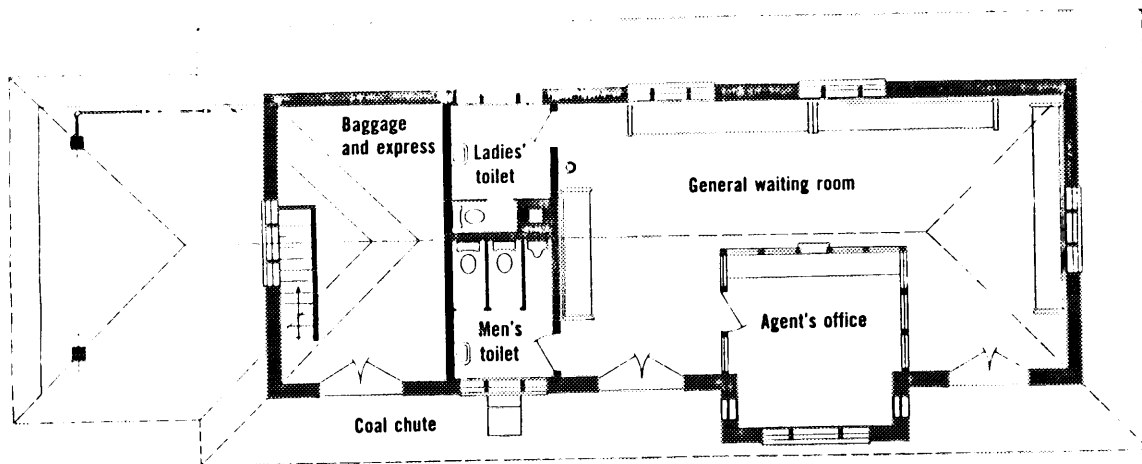 Baggage
and express
Ladies'
toilet
General waiting room
Men's
toilet
Agent's office
Coal chute